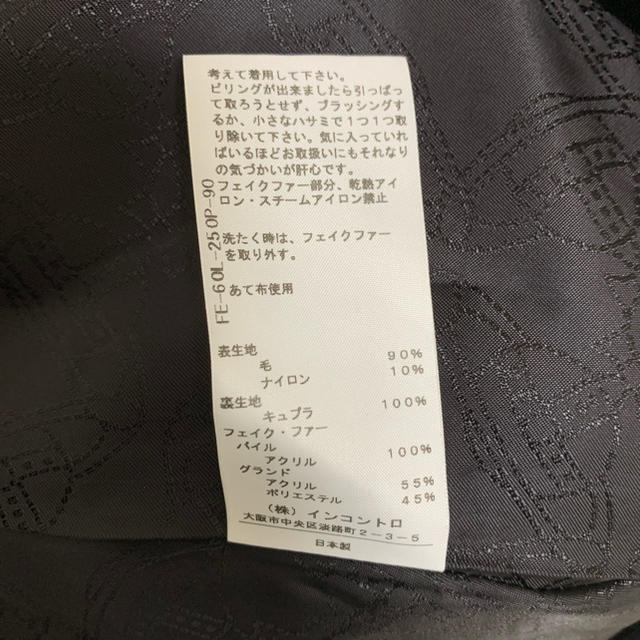 考えて着用して下さい。
ピリングが出来ましたら引っぱっ
て取ろうとせず、ブラッシングす
るか、小さなハサミで1つ1つ取
り除いて下さい。気に入っていれ
ばいるほどお取扱いにもそれなり
の気づかいが肝心です。
フェイクファー部分、乾熱アイ
ロン・スチームアイロン禁止
洗たく時は、フェイクファー
を取り外す。
あて布使用
FE-60L-250P-90
表生地
毛 90%
ナイロン 10%
裏生地
キュプラ 100%
フェイク・ファー
パイル
アクリル 100%
グランド
アクリル 55%
ポリエステル 45%
（株）インコントロ
大阪市中央区淡路町2-3-5
日本製